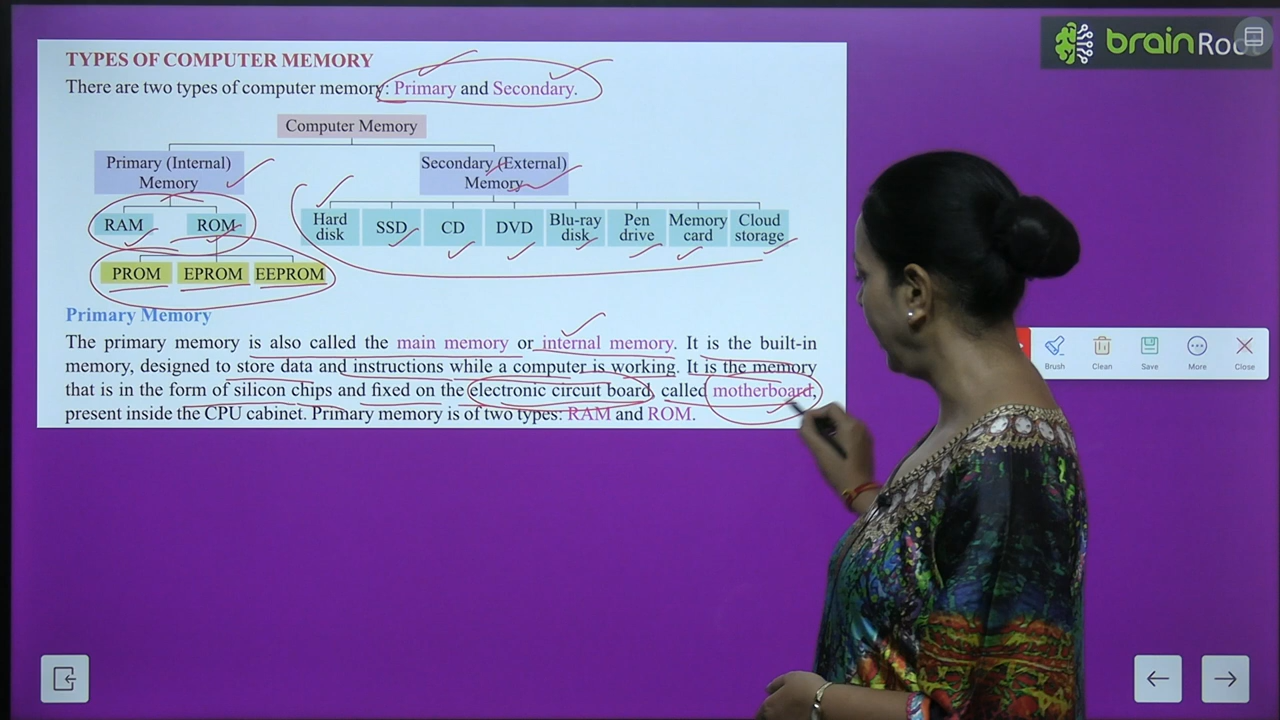 brainRoot
TYPES OF COMPUTER MEMORY
There are two types of computer memory: Primary and Secondary.
Computer Memory
Primary (Internal)
Memory
Secondary (External)
Memory
RAM
ROM
Hard
disk
SSD
CD
DVD
Blu-ray
disk
Pen
drive
Memory
card
Cloud
storage
PROM
EPROM
EEPROM
Primary Memory
The primary memory is also called the main memory or internal memory. It is the built-in
memory, designed to store data and instructions while a computer is working. It is the memory
that is in the form of silicon chips and fixed on the electronic circuit board, called motherboard,
present inside the CPU cabinet. Primary memory is of two types: RAM and ROM.
Brush
Clean
Save
More
Close